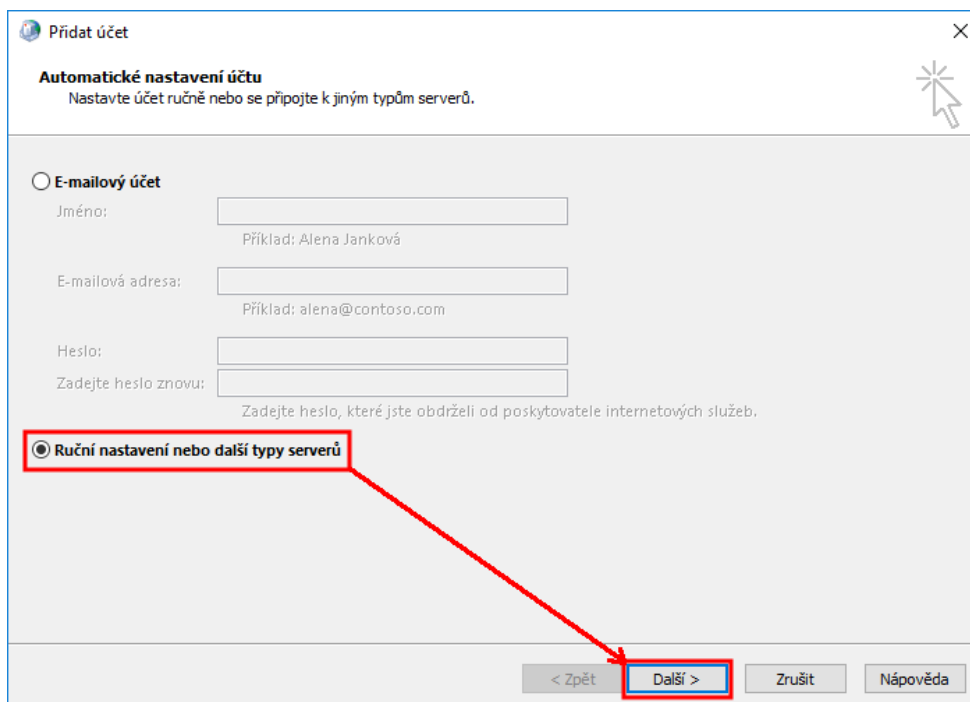 Přidat účet
Automatické nastavení účtu
Nastavte účet ručně nebo se připojte k jiným typům serverů.
E-mailový účet
Jméno:
Příklad: Alena Janková
E-mailová adresa:
Příklad: alena@contoso.com
Heslo:
Zadejte heslo znovu:
Zadejte heslo, které jste obdrželi od poskytovatele internetových služeb.
Ruční nastavení nebo další typy serverů
< Zpět Další > Zrušit Nápověda